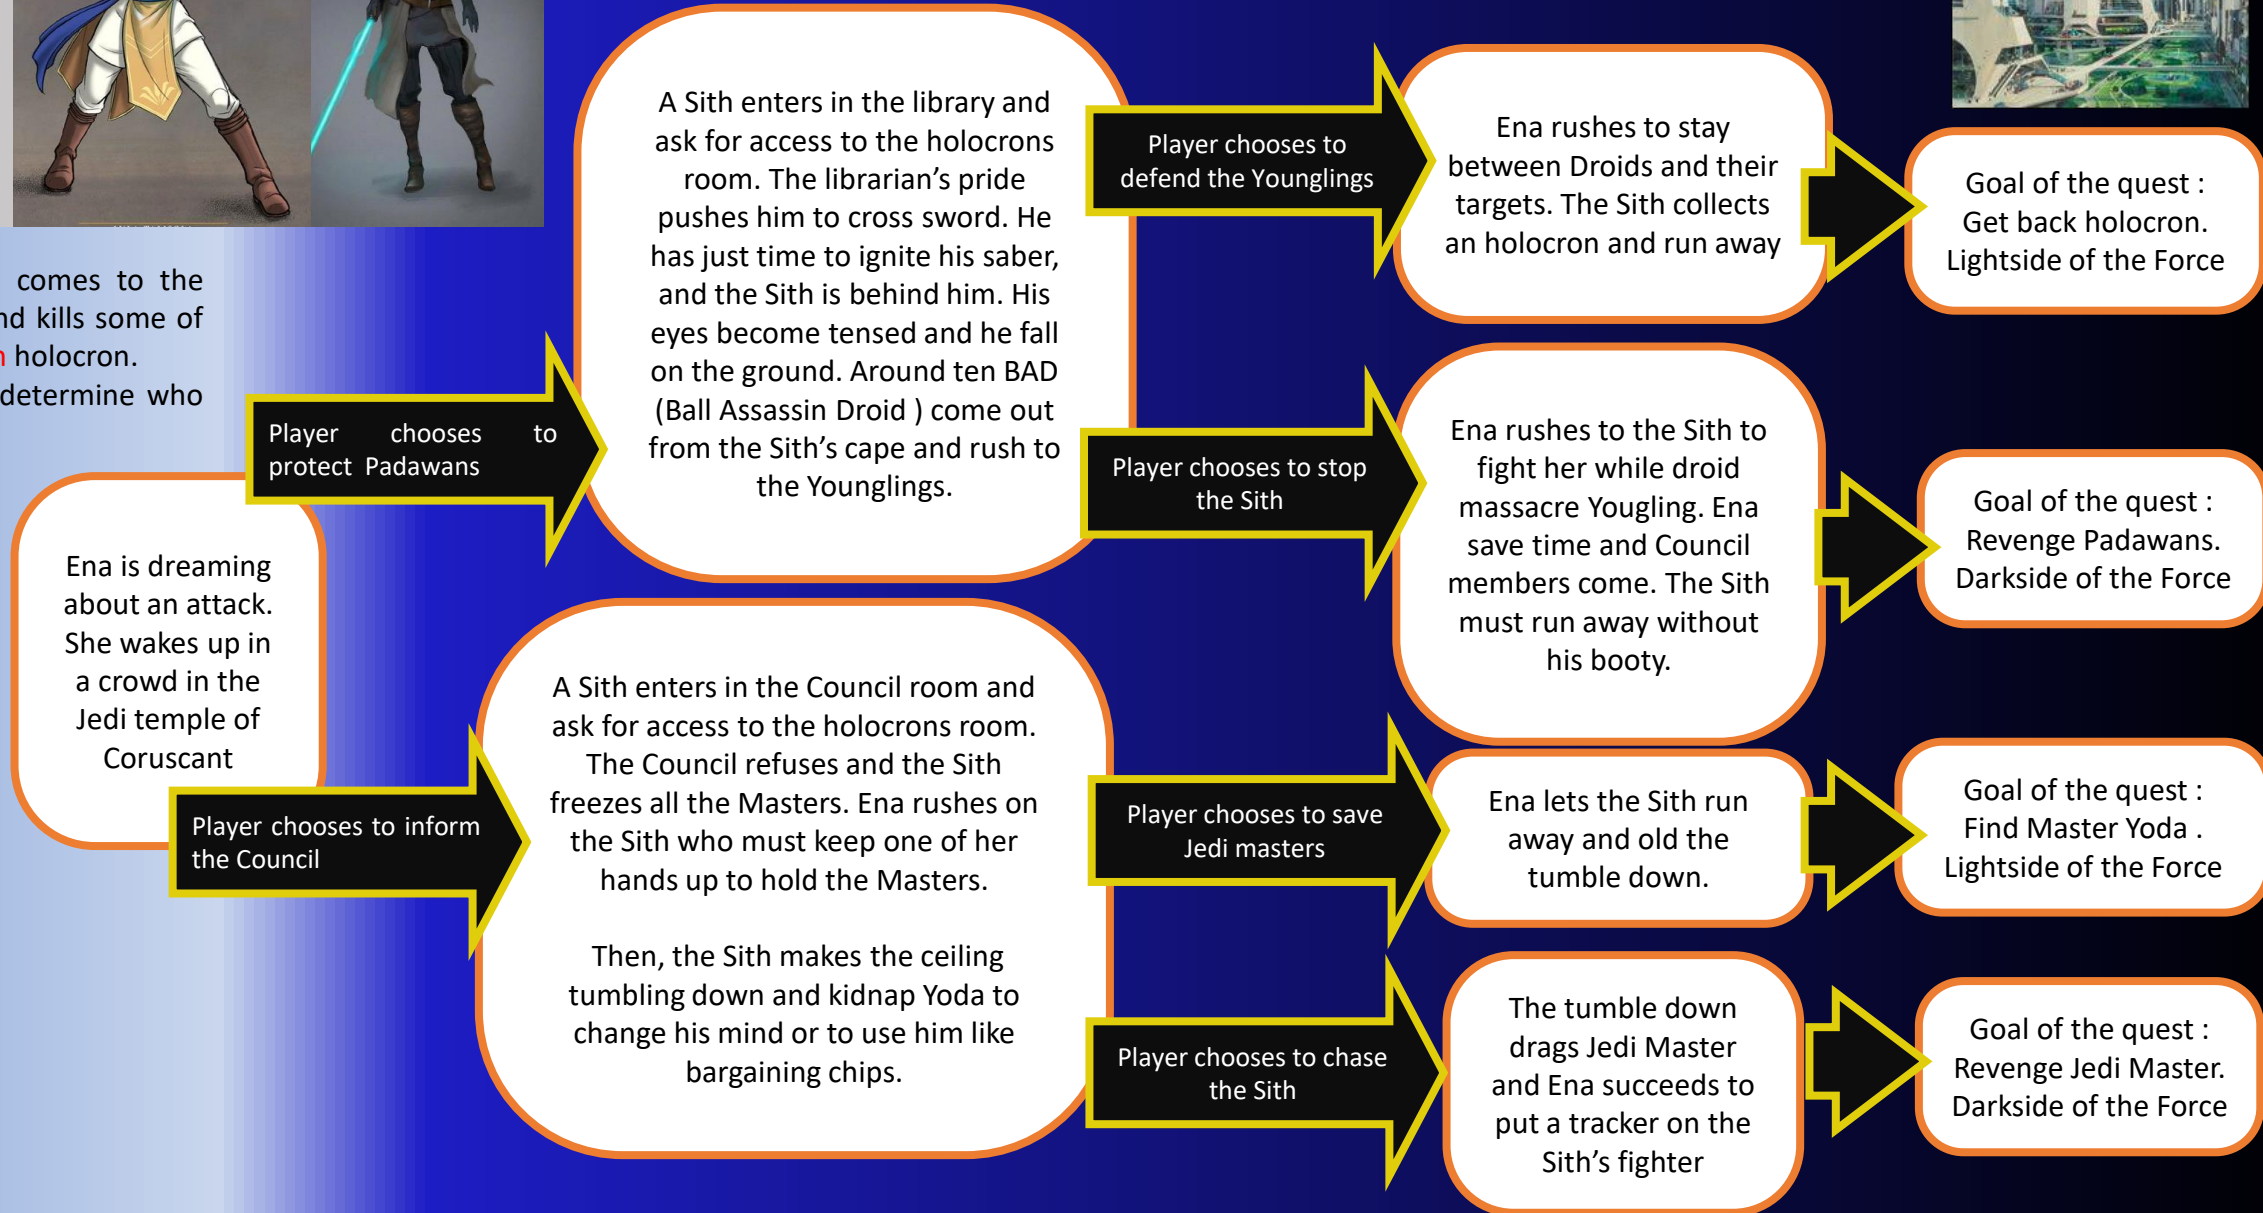 comes to the
nd kills some of
holocron.
determine who
Ena is dreaming
about an attack.
She wakes up in
a crowd in the
Jedi temple of
Coruscant
Player chooses to
protect Padawans
Player chooses to inform
the Council
A Sith enters in the library and
ask for access to the holocrons
room. The librarian’s pride
pushes him to cross sword. He
has just time to ignite his saber,
and the Sith is behind him. His
eyes become tensed and he fall
on the ground. Around ten BAD
(Ball Assassin Droid ) come out
from the Sith’s cape and rush to
the Younglings.
A Sith enters in the Council room and
ask for access to the holocrons room.
The Council refuses and the Sith
freezes all the Masters. Ena rushes on
the Sith who must keep one of her
hands up to hold the Masters.
Then, the Sith makes the ceiling
tumbling down and kidnap Yoda to
change his mind or to use him like
bargaining chips.
Player chooses to
defend the Younglings
Ena rushes to stay
between Droids and their
targets. The Sith collects
an holocron and run away
Goal of the quest :
Get back holocron.
Lightside of the Force
Player chooses to stop
the Sith
Ena rushes to the Sith to
fight her while droid
massacre Yougling. Ena
save time and Council
members come. The Sith
must run away without
his booty.
Goal of the quest :
Revenge Padawans.
Darkside of the Force
Player chooses to save
Jedi masters
Ena lets the Sith run
away and old the
tumble down.
Goal of the quest :
Find Master Yoda .
Lightside of the Force
Player chooses to chase
the Sith
The tumble down
drags Jedi Master
and Ena succeeds to
put a tracker on the
Sith’s fighter
Goal of the quest :
Revenge Jedi Master.
Darkside of the Force